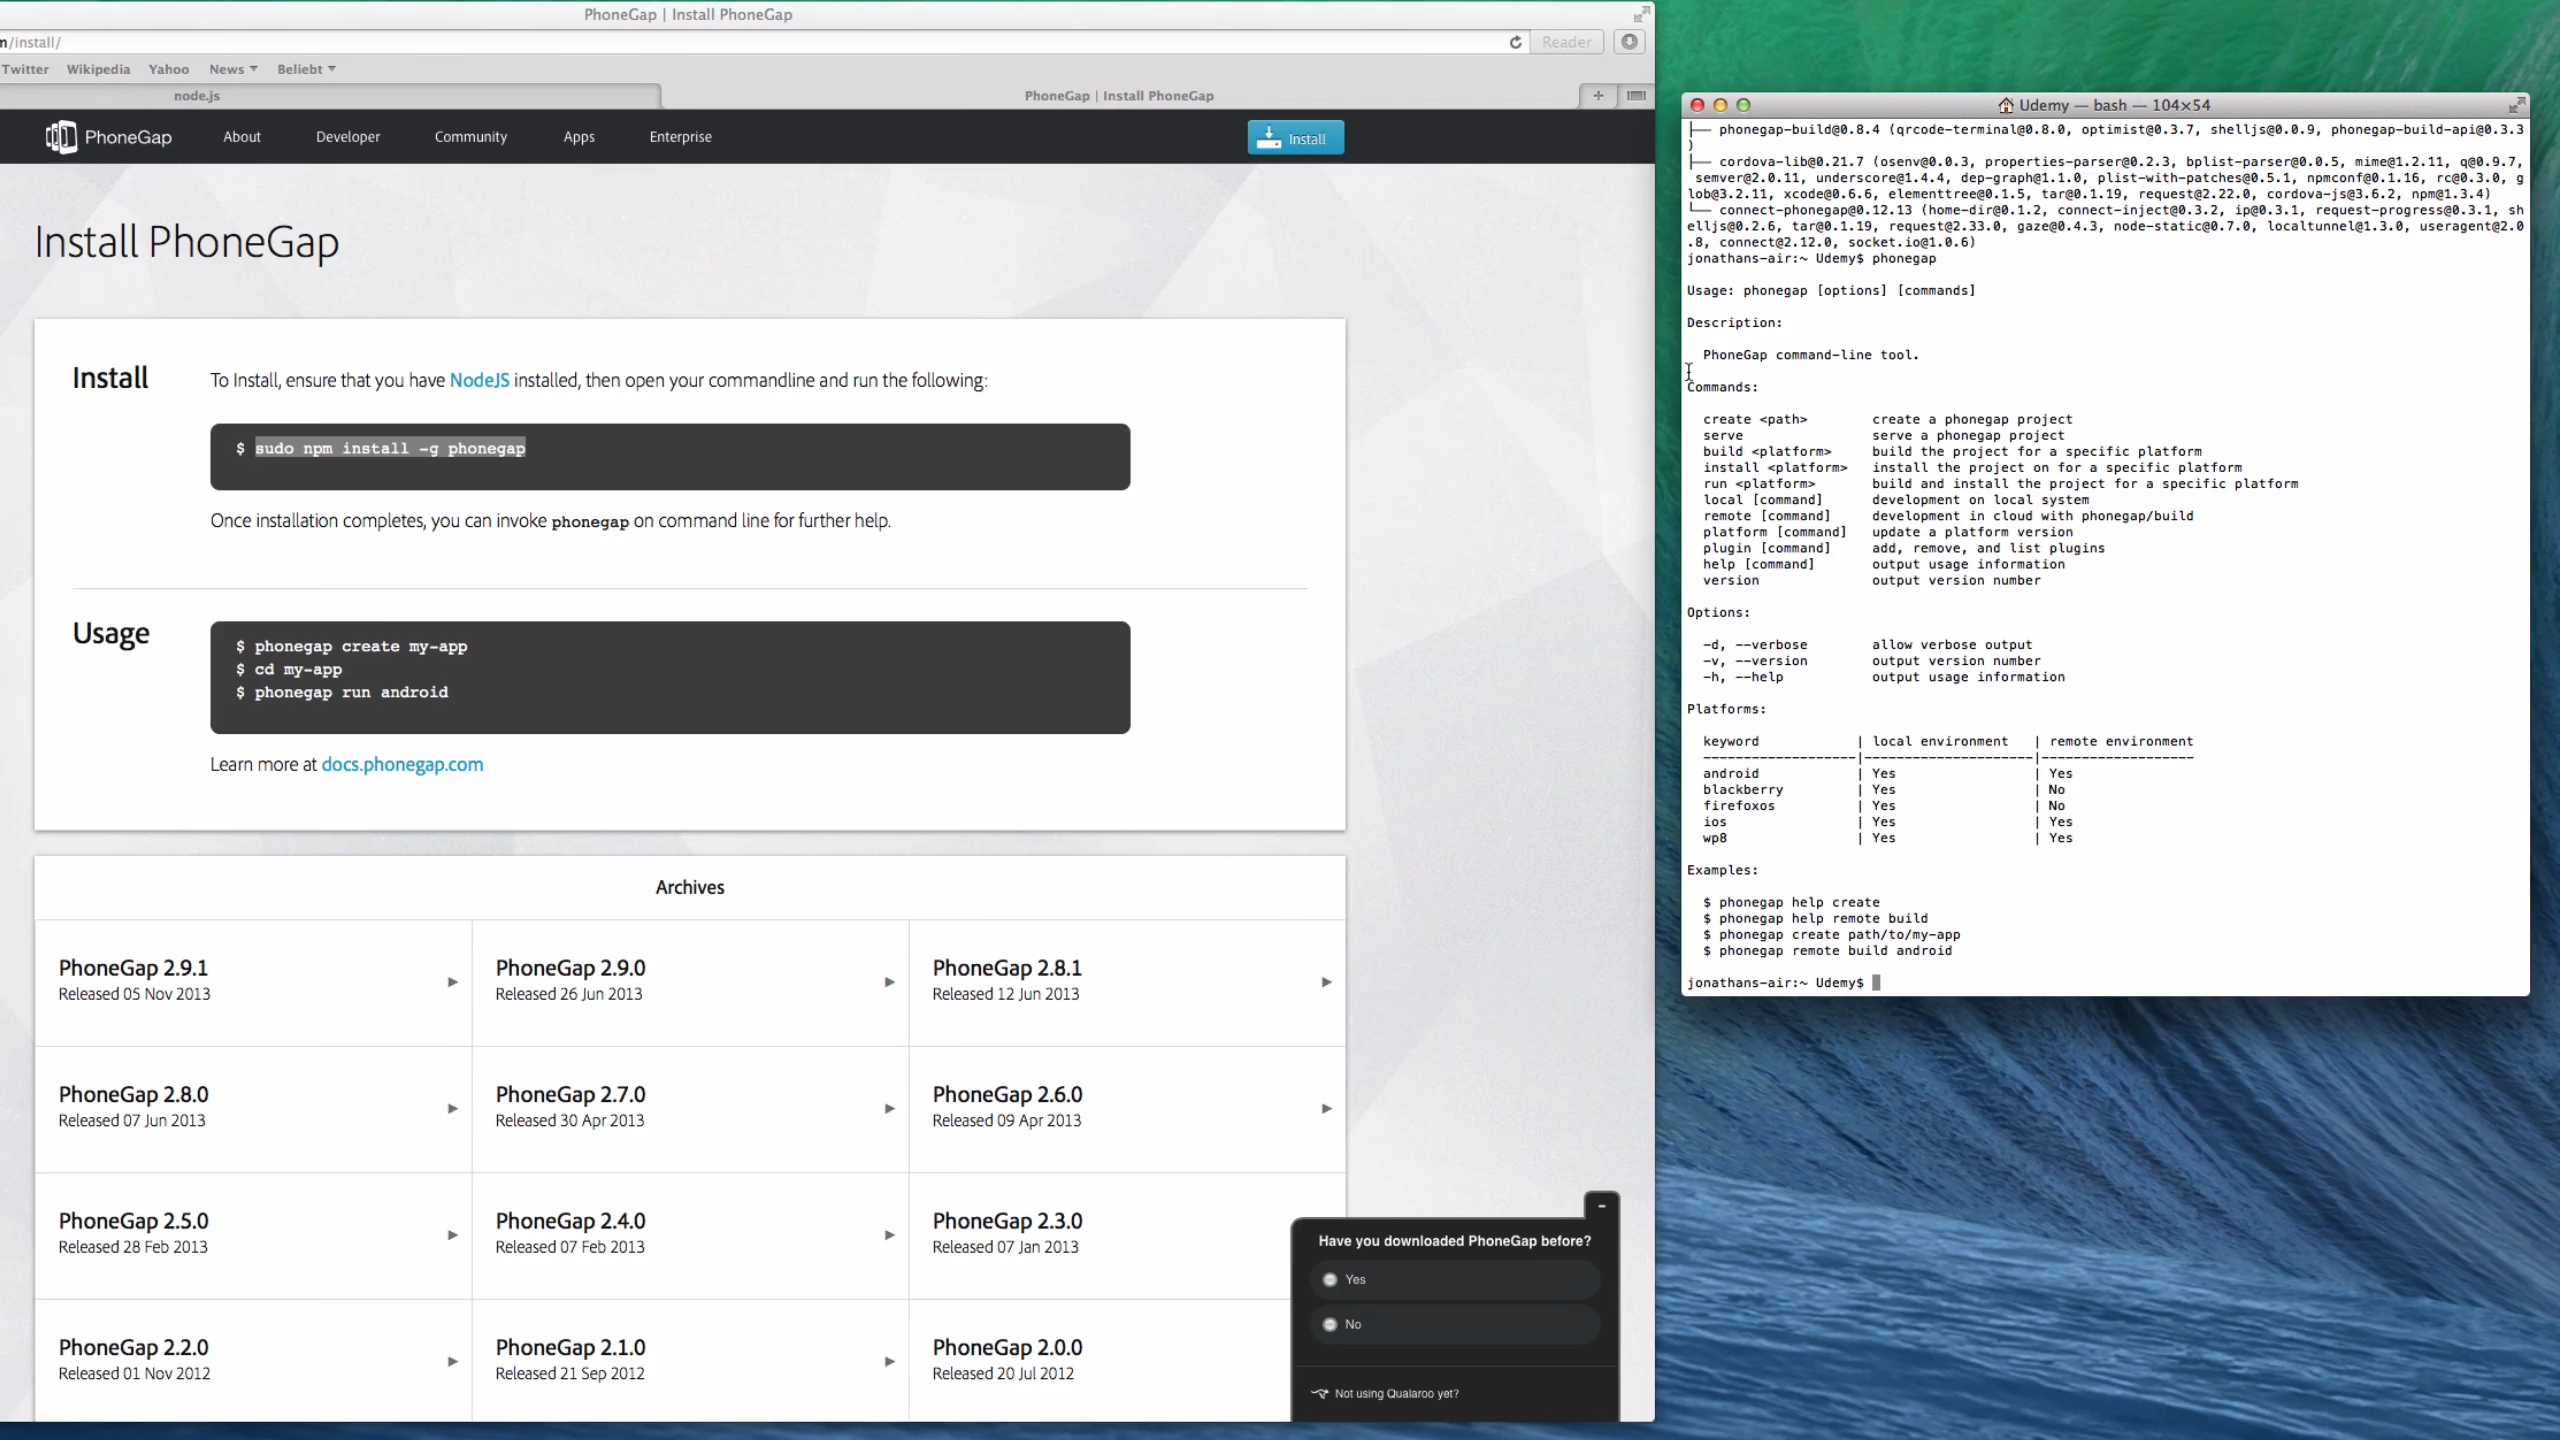 PhoneGap | Install PhoneGap
m/install/
Reader
Twitter Wikipedia Yahoo News Beliebt
node.js
PhoneGap | Install PhoneGap
PhoneGap About Developer Community Apps Enterprise Install
Install PhoneGap
Install
To Install, ensure that you have NodeJS installed, then open your commandline and run the following:
$ sudo npm install -g phonegap
Once installation completes, you can invoke phonegap on command line for further help.
Usage
$ phonegap create my-app
$ cd my-app
$ phonegap run android
Learn more at docs.phonegap.com
Archives
PhoneGap 2.9.1
Released 05 Nov 2013
PhoneGap 2.9.0
Released 26 Jun 2013
PhoneGap 2.8.1
Released 12 Jun 2013
PhoneGap 2.8.0
Released 07 Jun 2013
PhoneGap 2.7.0
Released 30 Apr 2013
PhoneGap 2.6.0
Released 09 Apr 2013
PhoneGap 2.5.0
Released 28 Feb 2013
PhoneGap 2.4.0
Released 07 Feb 2013
PhoneGap 2.3.0
Released 07 Jan 2013
PhoneGap 2.2.0
Released 01 Nov 2012
PhoneGap 2.1.0
Released 21 Sep 2012
PhoneGap 2.0.0
Released 20 Jul 2012
Have you downloaded PhoneGap before?
Yes
No
Not using Qualaroo yet?
Udemy — bash — 104×54
├── phonegap-build@0.8.4 (qrcode-terminal@0.8.0, optimist@0.3.7, shelljs@0.0.9, phonegap-build-api@0.3.3
)
├── cordova-lib@0.21.7 (osenv@0.0.3, properties-parser@0.2.3, bplist-parser@0.0.5, mime@1.2.11, q@0.9.7,
semver@2.0.11, underscore@1.4.4, dep-graph@1.1.0, plist-with-patches@0.5.1, npmconf@0.1.16, rc@0.3.0, g
lob@3.2.11, xcode@0.6.6, elementtree@0.1.5, tar@0.1.19, request@2.22.0, cordova-js@3.6.2, npm@1.3.4)
└── connect-phonegap@0.12.13 (home-dir@0.1.2, connect-inject@0.3.2, ip@0.3.1, request-progress@0.3.1, sh
elljs@0.2.6, tar@0.1.19, request@2.33.0, gaze@0.4.3, node-static@0.7.0, localtunnel@1.3.0, useragent@2.0
.8, connect@2.12.0, socket.io@1.0.6)
jonathans-air:~ Udemy$ phonegap
Usage: phonegap [options] [commands]
Description:
PhoneGap command-line tool.
Commands:
create <path> create a phonegap project
serve serve a phonegap project
build <platform> build the project for a specific platform
install <platform> install the project on for a specific platform
run <platform> build and install the project for a specific platform
local [command] development on local system
remote [command] development in cloud with phonegap/build
platform [command] update a platform version
plugin [command] add, remove, and list plugins
help [command] output usage information
version output version number
Options:
-d, --verbose allow verbose output
-v, --version output version number
-h, --help output usage information
Platforms:
keyword | local environment | remote environment
-------------------|---------------------|-------------------
android | Yes | Yes
blackberry | Yes | No
firefoxos | Yes | No
ios | Yes | Yes
wp8 | Yes | Yes
Examples:
$ phonegap help create
$ phonegap help remote build
$ phonegap create path/to/my-app
$ phonegap remote build android
jonathans-air:~ Udemy$